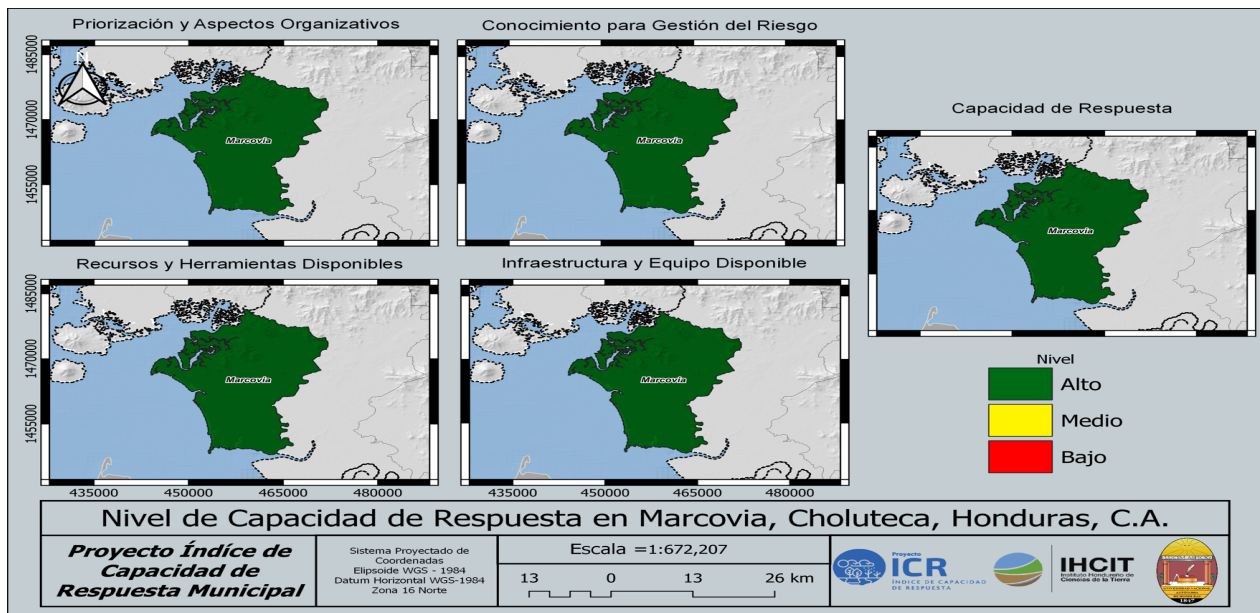 Priorización y Aspectos Organizativos
Conocimiento para Gestión del Riesgo
N
1485000
1470000
1455000
Marcovia
Marcovia
Capacidad de Respuesta
Marcovia
Recursos y Herramientas Disponibles
Infraestructura y Equipo Disponible
1485000
1470000
1455000
Marcovia
Marcovia
435000 450000 465000 480000
435000 450000 465000 480000
Nivel
Alto
Medio
Bajo
Nivel de Capacidad de Respuesta en Marcovia, Choluteca, Honduras, C.A.
Proyecto Índíce de
Capacidad de
Respuesta Municipal
Sistema Proyectado de
Coordenadas
Elipsoide WGS - 1984
Datum Horizontal WGS-1984
Zona 16 Norte
Escala =1:672,207
13 0 13 26 km
Proyecto
ICR
ÍNDICE DE CAPACIDAD
DE RESPUESTA
IHCIT
Instituto Hondureño de
Ciencias de la Tierra
1847